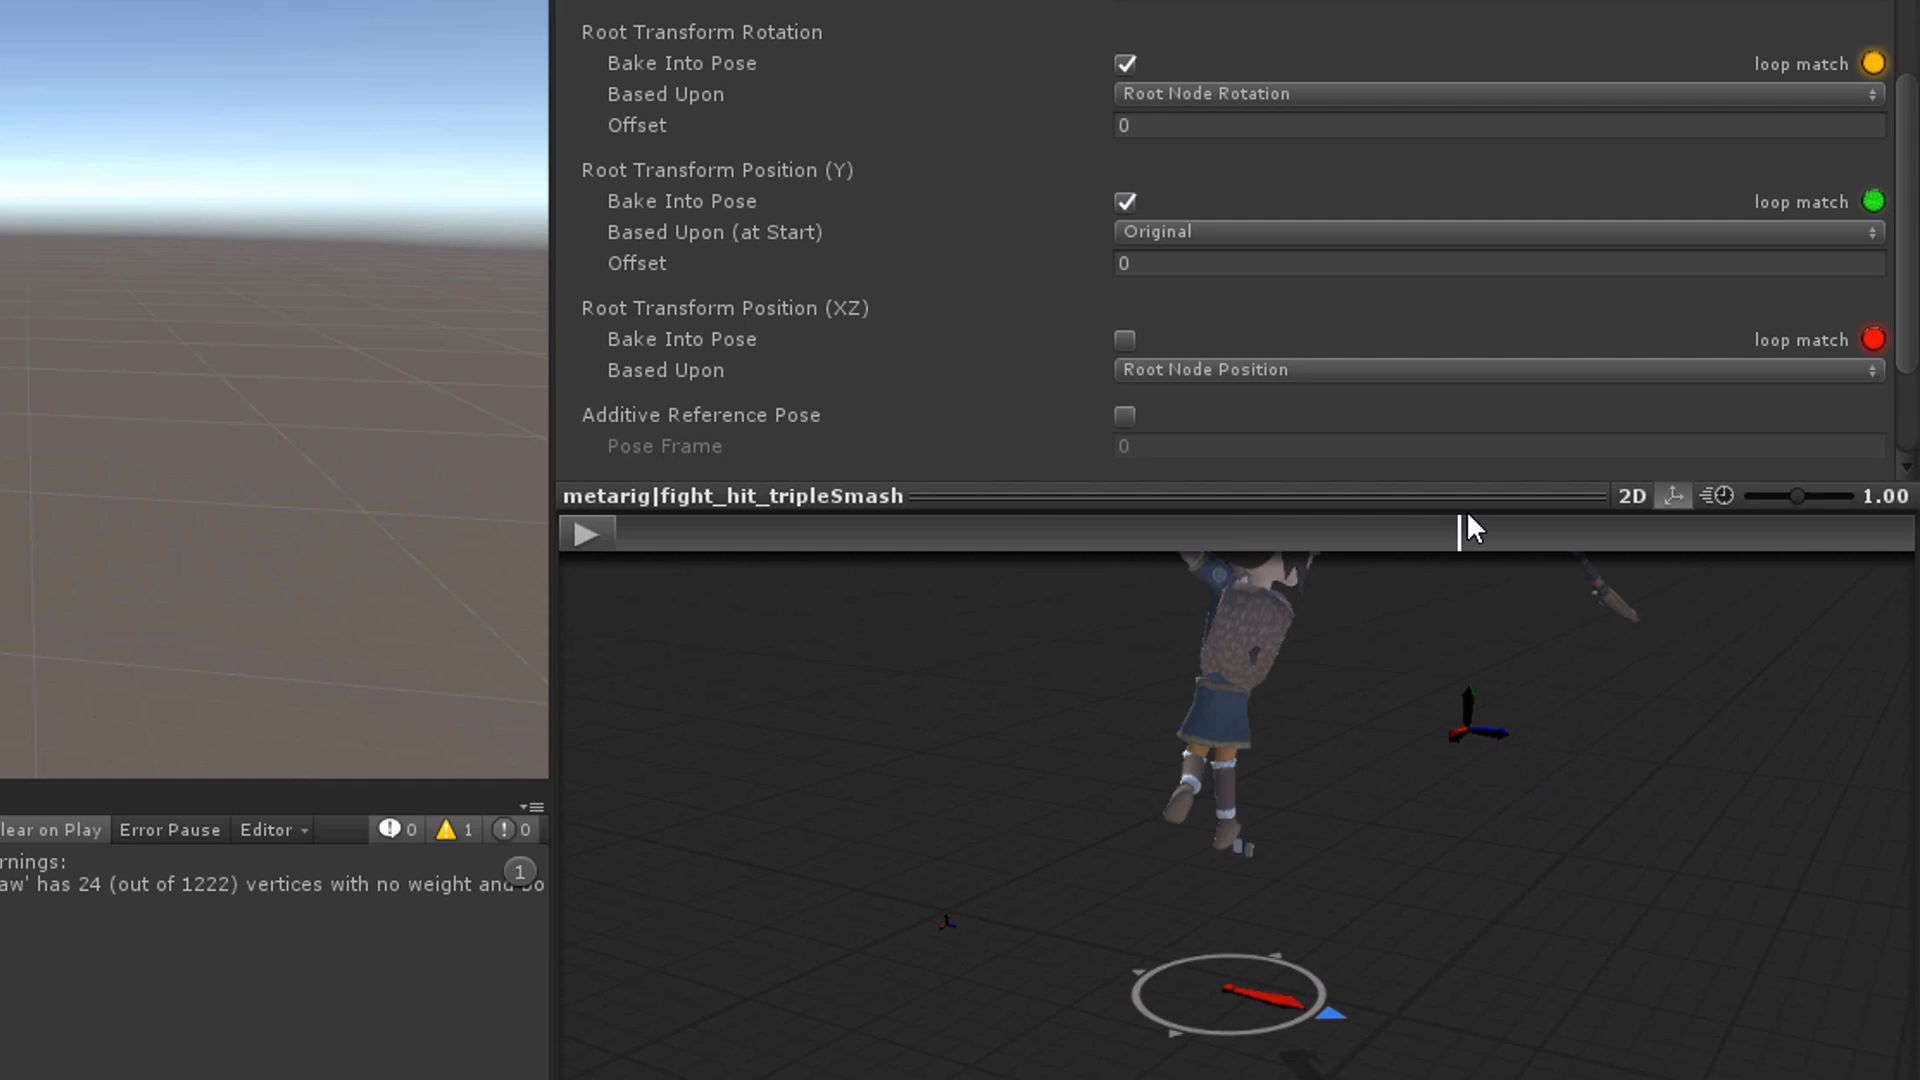 Root Transform Rotation
Bake Into Pose
loop match
Based Upon
Root Node Rotation
Offset
0
Root Transform Position (Y)
Bake Into Pose
loop match
Based Upon (at Start)
Original
Offset
0
Root Transform Position (XZ)
Bake Into Pose
loop match
Based Upon
Root Node Position
Additive Reference Pose
Pose Frame
0
metarig|fight_hit_tripleSmash
2D
1.00
lear on Play
Error Pause
Editor
0
1
0
rnings:
aw' has 24 (out of 1222) vertices with no weight and bo
1